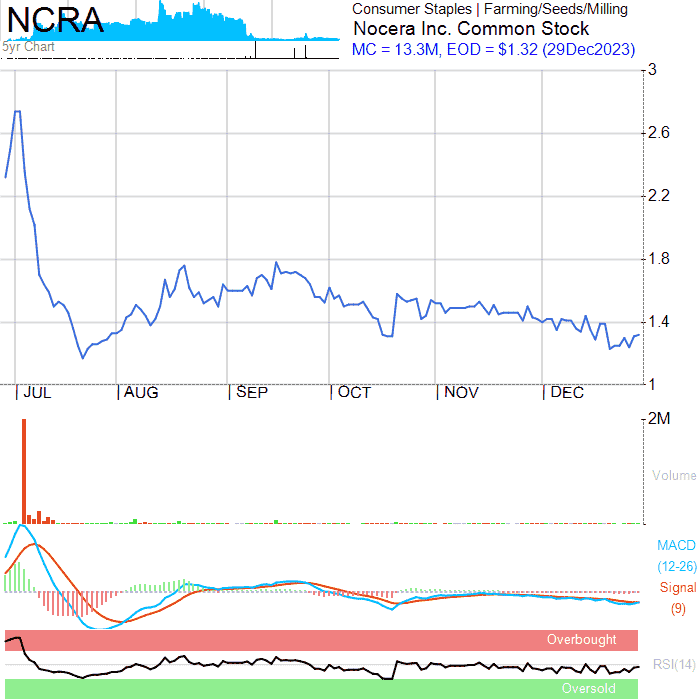 NCRA
Consumer Staples | Farming/Seeds/Milling
Nocera Inc. Common Stock
5yr Chart
MC = 13.3M, EOD = $1.32 (29Dec2023)
3
2.6
2.2
1.8
1.4
1
JUL AUG SEP OCT NOV DEC
2M
Volume
MACD
(12-26)
Signal
(9)
Overbought
RSI(14)
Oversold